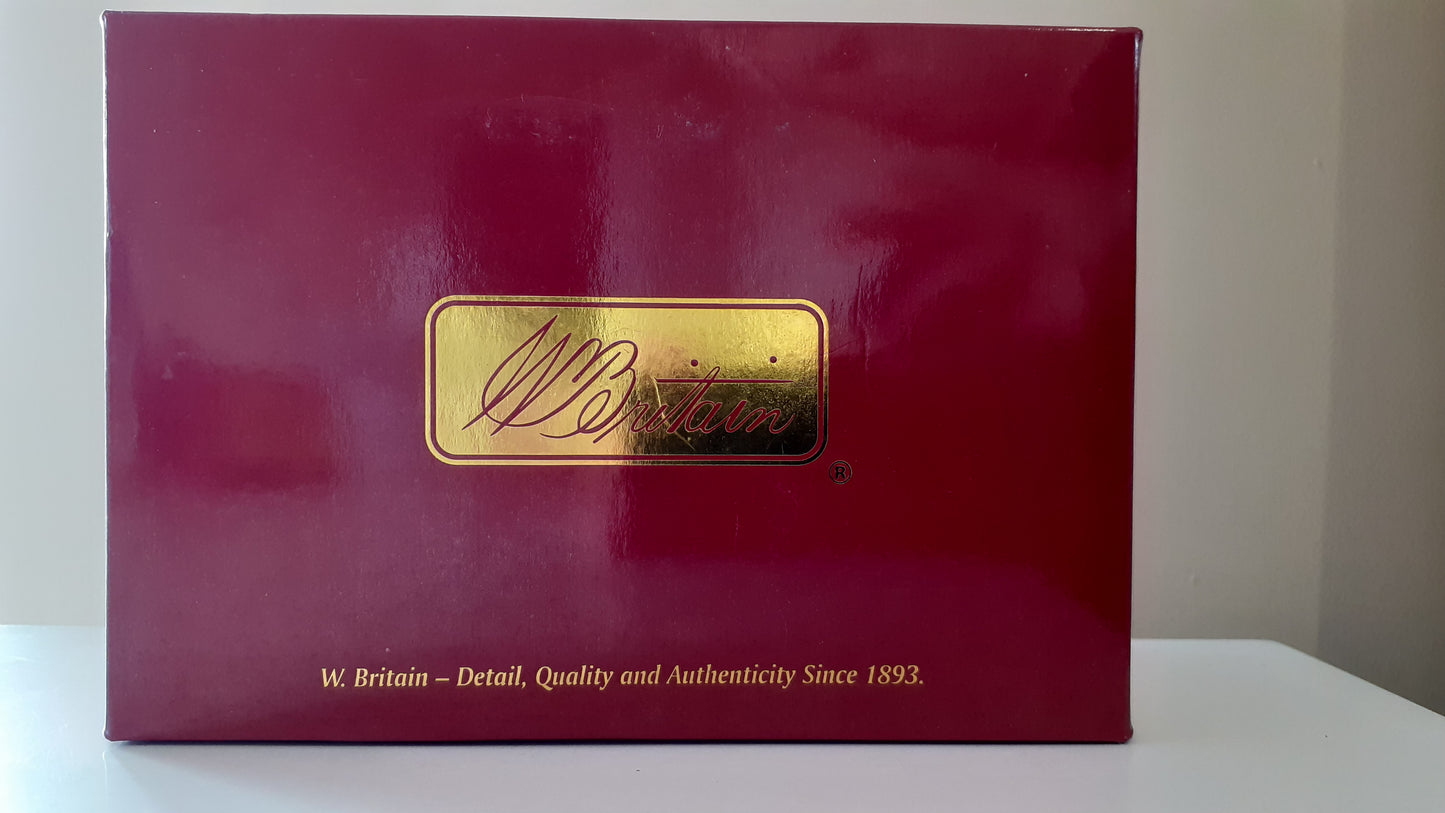 W Britain
®
W. Britain – Detail, Quality and Authenticity Since 1893.